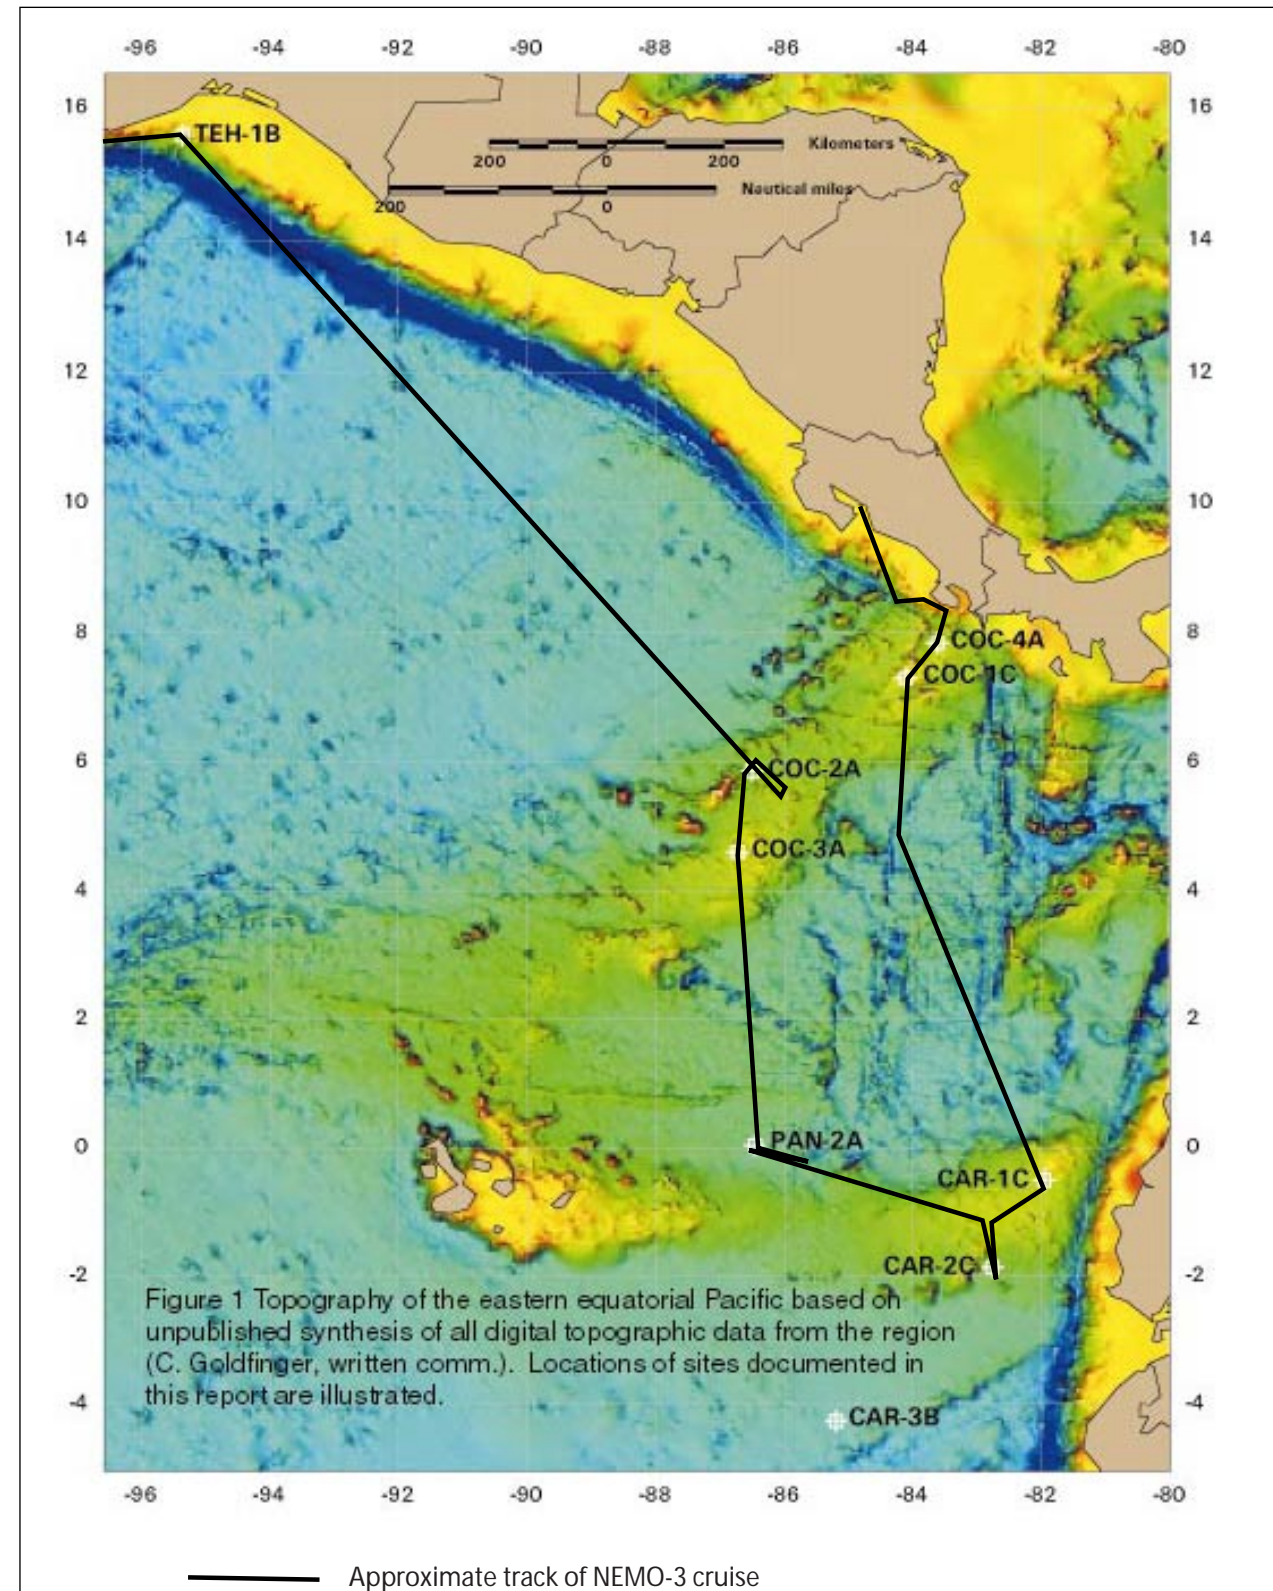 -96 -94 -92 -90 -88 -86 -84 -82 -80
16 16
TEH-1B
Kilometers
200 0 200
Nautical miles
200 0
14 14
12 12
10 10
8 8
COC-4A
COC-1C
6 6
COC-2A
COC-3A
4 4
2 2
0 0
PAN-2A
CAR-1C
CAR-2C
-2 -2
Figure 1 Topography of the eastern equatorial Pacific based on
unpublished synthesis of all digital topographic data from the region
(C. Goldfinger, written comm.). Locations of sites documented in
this report are illustrated.
-4 -4
CAR-3B
-96 -94 -92 -90 -88 -86 -84 -82 -80
Approximate track of NEMO-3 cruise